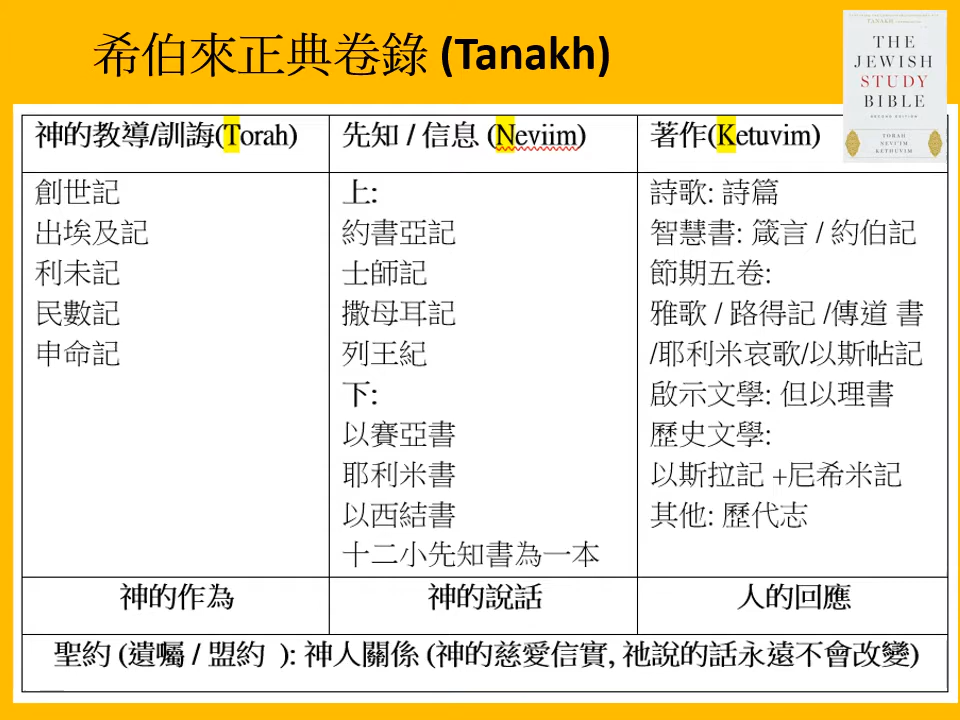 希伯來正典卷錄 (Tanakh)
THE
JEWISH
STUDY
BIBLE
SECOND EDITION
TORAH
NEVI'IM
KETHUVIM
神的教導/訓誨(Torah)
創世記
出埃及記
利未記
民數記
申命記
神的作為
先知 / 信息 (Neviim)
上:
約書亞記
士師記
撒母耳記
列王紀
下:
以賽亞書
耶利米書
以西結書
十二小先知書為一本
神的說話
著作(Ketuvim)
詩歌: 詩篇
智慧書: 箴言 / 約伯記
節期五卷:
雅歌 / 路得記 /傳道 書
/耶利米哀歌/以斯帖記
啟示文學: 但以理書
歷史文學:
以斯拉記 +尼希米記
其他: 歷代志
人的回應
聖約 (遺囑 / 盟約 ): 神人關係 (神的慈愛信實, 祂說的話永遠不會改變)